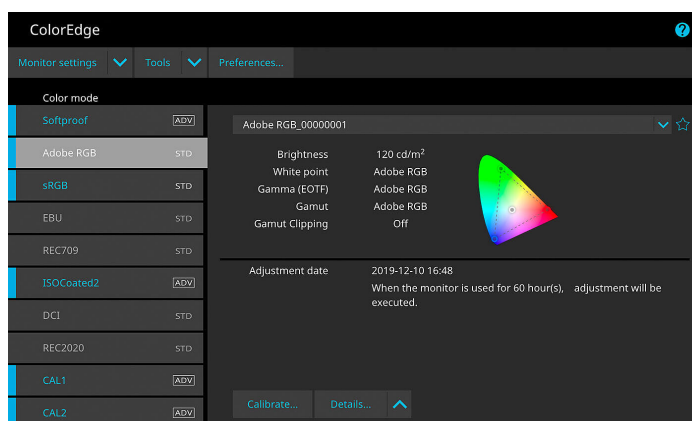 ColorEdge
?
Monitor settings Tools Preferences...
Color mode
Softproof ADV
Adobe RGB STD
sRGB STD
EBU STD
REC709 STD
ISOCoated2 ADV
DCI STD
REC2020 STD
CAL1 ADV
CAL2 ADV
Adobe RGB_00000001
Brightness 120 cd/m²
White point Adobe RGB
Gamma (EOTF) Adobe RGB
Gamut Adobe RGB
Gamut Clipping Off
Adjustment date 2019-12-10 16:48
When the monitor is used for 60 hour(s), adjustment will be
executed.
Calibrate... Details...